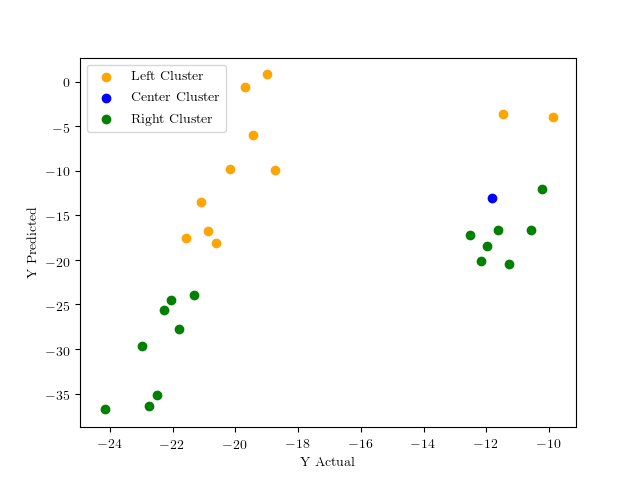 Left Cluster
Center Cluster
Right Cluster
0
−5
−10
−15
−20
−25
−30
−35
Y Predicted
−24 −22 −20 −18 −16 −14 −12 −10
Y Actual